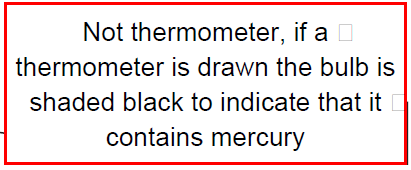 Not thermometer, if a □
thermometer is drawn the bulb is
shaded black to indicate that it □
contains mercury